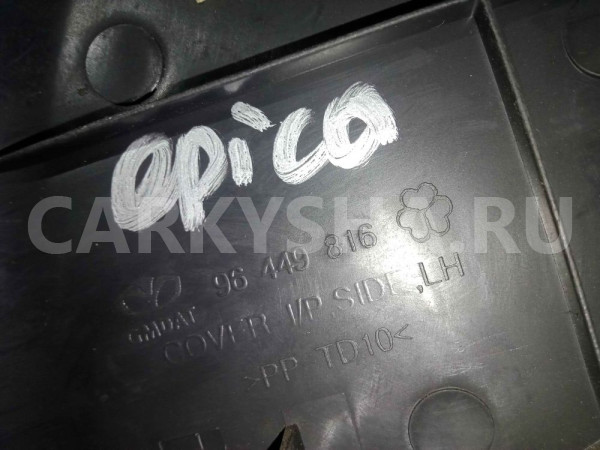 epica
CARKYSH .RU
96 449 816
GMDAT
COVER I/P, SIDE, LH
>PP TD10<